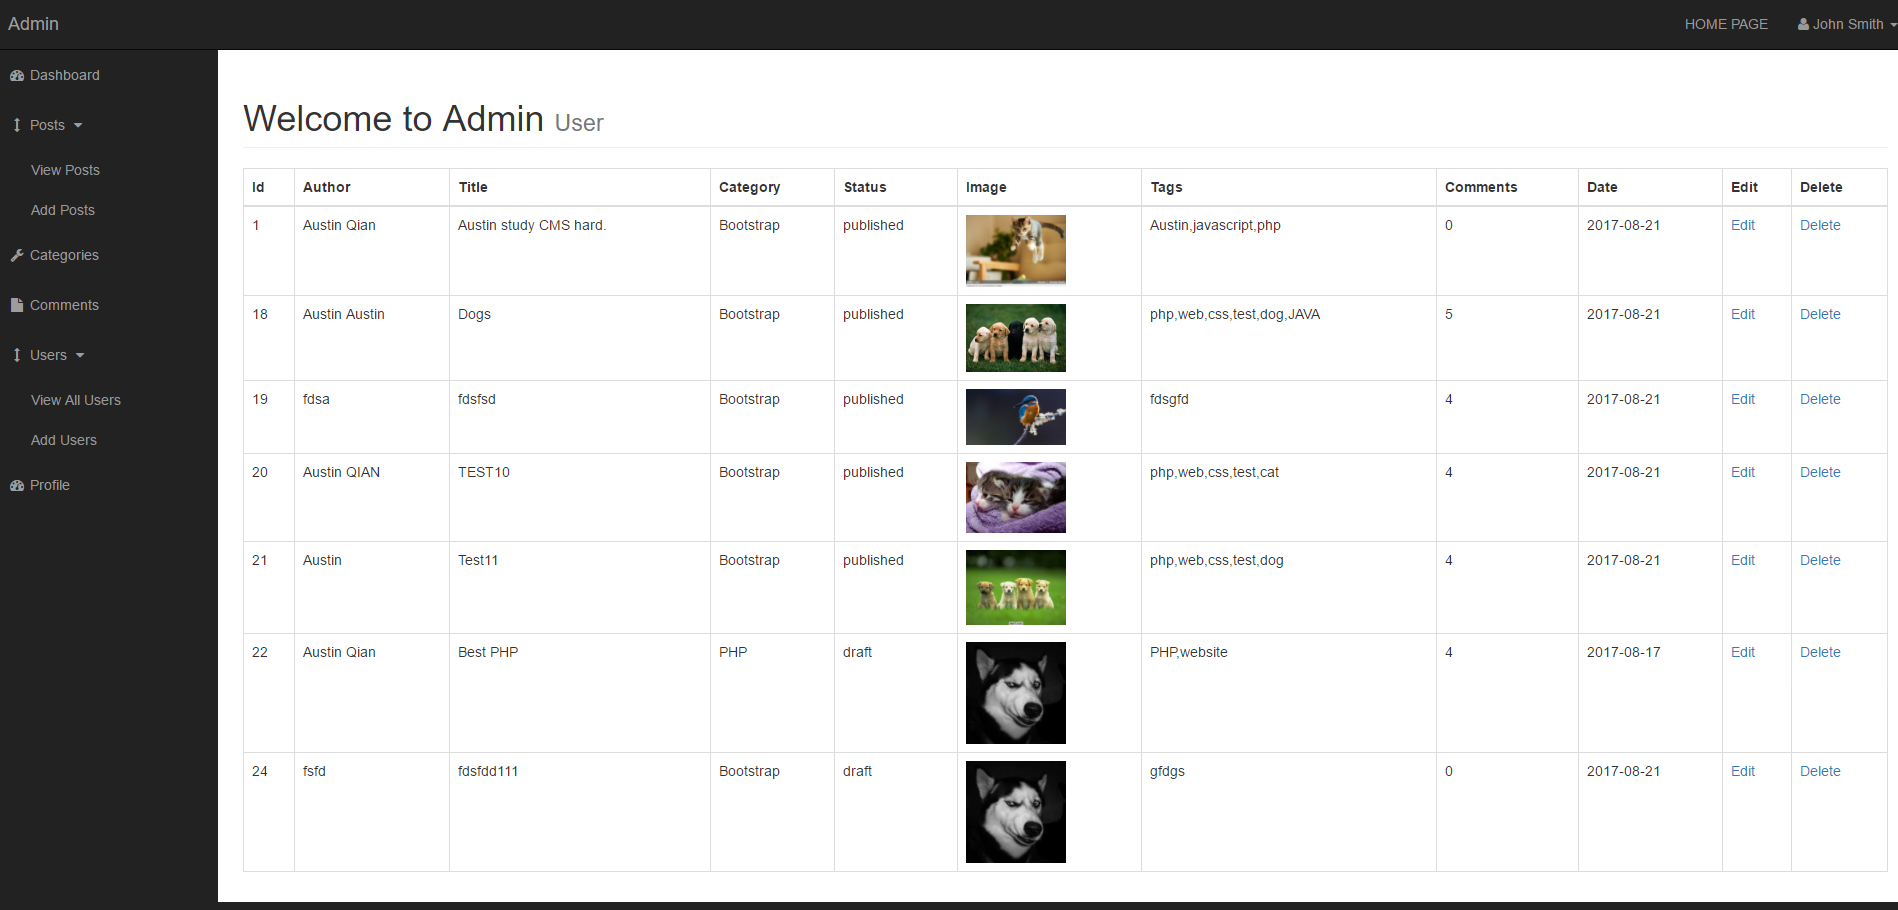 Admin
HOME PAGE John Smith
Dashboard
Posts
View Posts
Add Posts
Categories
Comments
Users
View All Users
Add Users
Profile
Welcome to Admin User
Id Author Title Category Status Image Tags Comments Date Edit Delete
1 Austin Qian Austin study CMS hard. Bootstrap published Austin,javascript,php 0 2017-08-21 Edit Delete
18 Austin Austin Dogs Bootstrap published php,web,css,test,dog,JAVA 5 2017-08-21 Edit Delete
19 fdsa fdsfsd Bootstrap published fdsgfd 4 2017-08-21 Edit Delete
20 Austin QIAN TEST10 Bootstrap published php,web,css,test,cat 4 2017-08-21 Edit Delete
21 Austin Test11 Bootstrap published php,web,css,test,dog 4 2017-08-21 Edit Delete
22 Austin Qian Best PHP PHP draft PHP,website 4 2017-08-17 Edit Delete
24 fsfd fdsfdd111 Bootstrap draft gfdgs 0 2017-08-21 Edit Delete